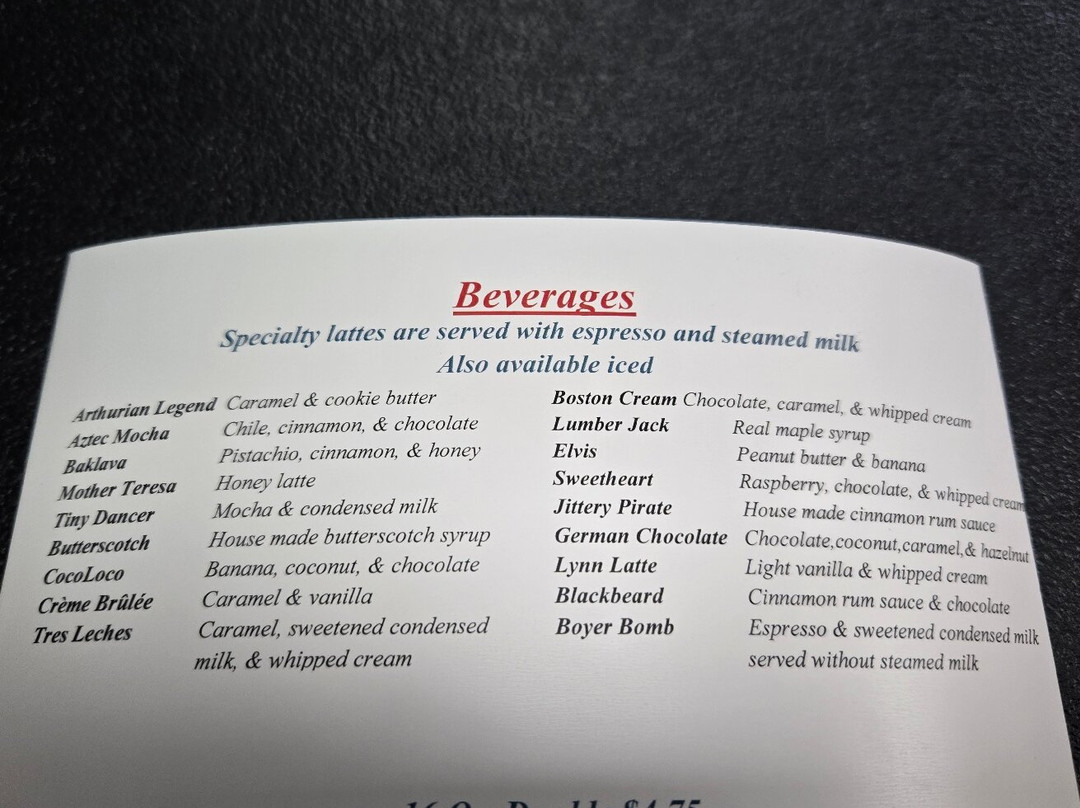 Beverages
Specialty lattes are served with espresso and steamed milk
Also available iced
Arthurian Legend Caramel & cookie butter
Aztec Mocha Chile, cinnamon, & chocolate
Baklava Pistachio, cinnamon, & honey
Mother Teresa Honey latte
Tiny Dancer Mocha & condensed milk
Butterscotch House made butterscotch syrup
CocoLoco Banana, coconut, & chocolate
Crème Brûlée Caramel & vanilla
Tres Leches Caramel, sweetened condensed
milk, & whipped cream
Boston Cream Chocolate, caramel, & whipped cream
Lumber Jack Real maple syrup
Elvis Peanut butter & banana
Sweetheart Raspberry, chocolate, & whipped cream
Jittery Pirate House made cinnamon rum sauce
German Chocolate Chocolate,coconut,caramel,& hazelnut
Lynn Latte Light vanilla & whipped cream
Blackbeard Cinnamon rum sauce & chocolate
Boyer Bomb Espresso & sweetened condensed milk
served without steamed milk